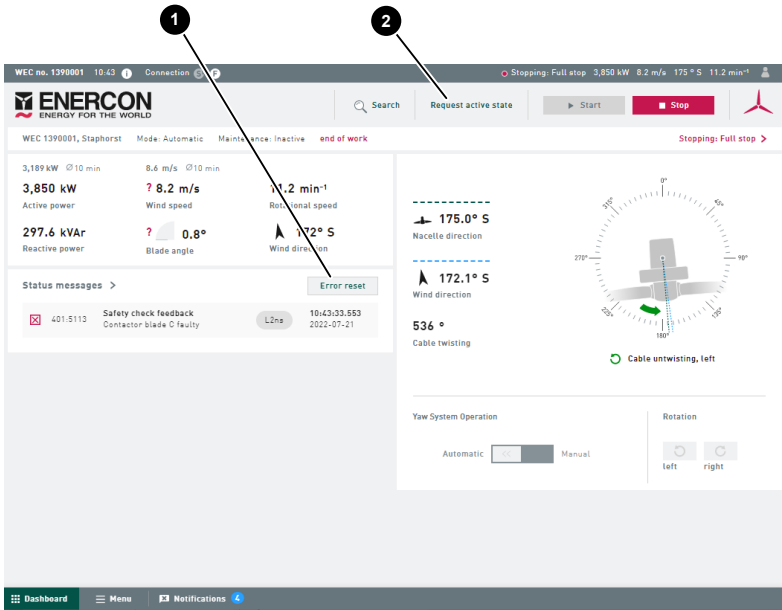 1
2
WEC no. 1390001 10:43 i Connection S F
Stopping: Full stop 3,850 kW 8.2 m/s 175 ° S 11.2 min⁻¹
ENERCON
ENERGY FOR THE WORLD
Search
Request active state
Start
Stop
WEC 1390001, Staphorst Mode: Automatic Maintenance: Inactive end of work
Stopping: Full stop >
3,189 kW Ø10 min
8.6 m/s Ø10 min
3,850 kW
? 8.2 m/s
11.2 min⁻¹
Active power
Wind speed
Rotational speed
297.6 kVAr
? 0.8°
172° S
Reactive power
Blade angle
Wind direction
Status messages >
Error reset
401:5113
Safety check feedback
Contactor blade C faulty
L2ns
10:43:33.553
2022-07-21
175.0° S
Nacelle direction
172.1° S
Wind direction
536 °
Cable twisting
0°
45°
90°
135°
180°
225°
270°
315°
Cable untwisting, left
Yaw System Operation
Automatic << Manual
Rotation
left right
Dashboard
Menu
Notifications 4